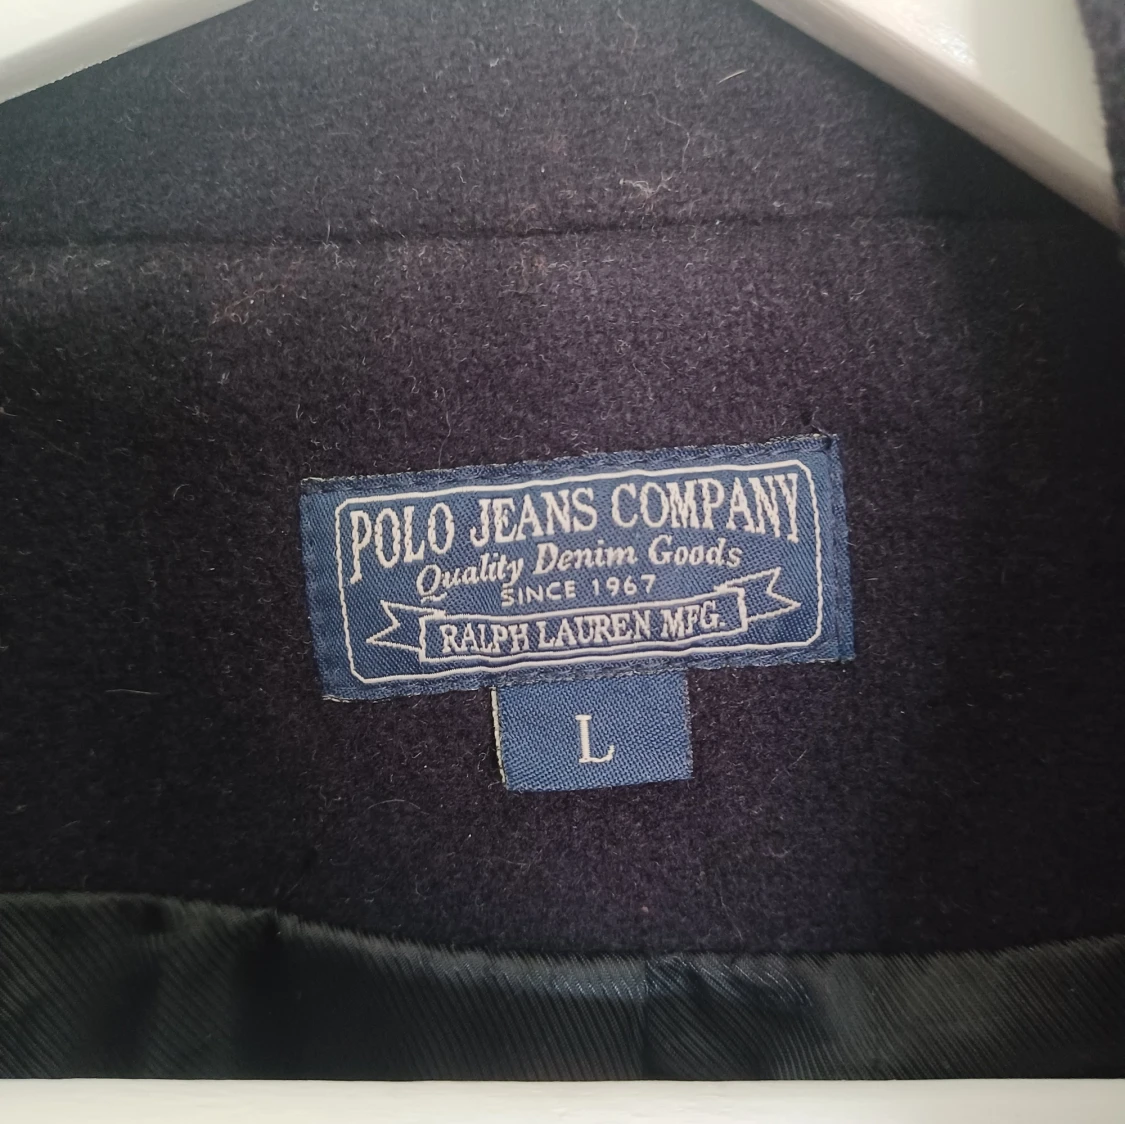 POLO JEANS COMPANY
Quality Denim Goods
SINCE 1967
RALPH LAUREN MFG.
L